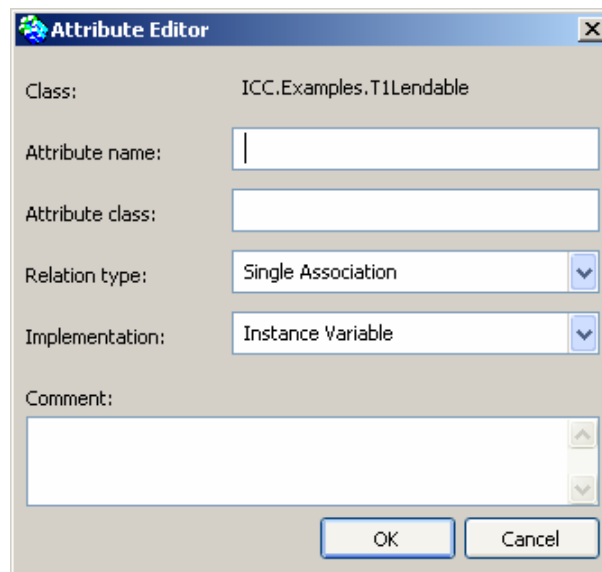 Attribute Editor
Class: ICC.Examples.T1Lendable
Attribute name:
Attribute class:
Relation type: Single Association
Implementation: Instance Variable
Comment:
OK Cancel